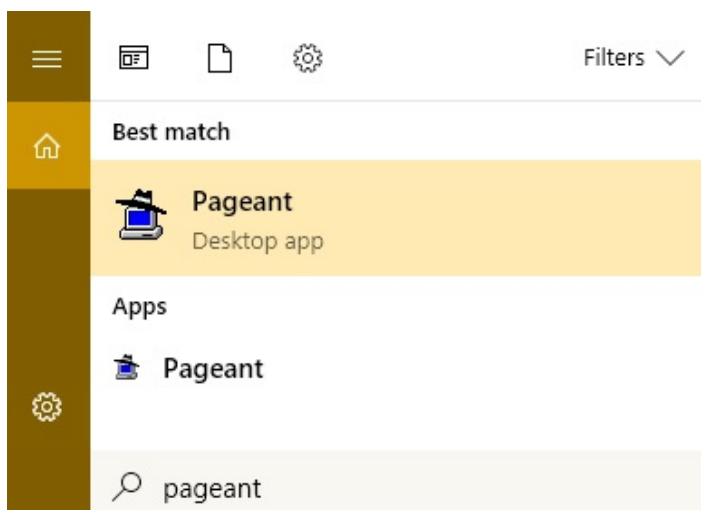 Filters
Best match
Pageant
Desktop app
Apps
Pageant
pageant